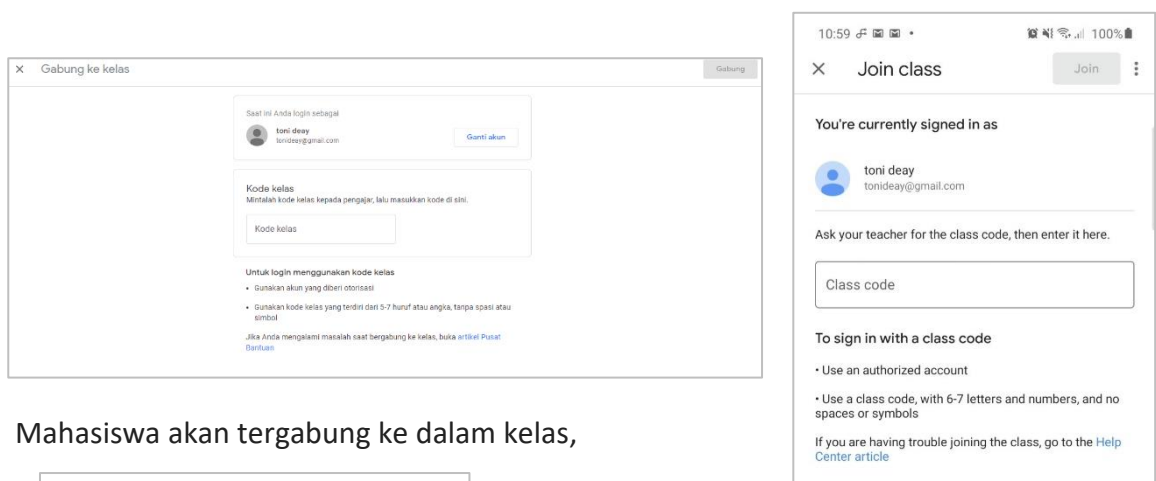 Gabung ke kelas
Gabung
Saat ini Anda login sebagai
toni deay
tonideay@gmail.com
Ganti akun
Kode kelas
Mintalah kode kelas kepada pengajar, lalu masukkan kode di sini.
Kode kelas
Untuk login menggunakan kode kelas
• Gunakan akun yang diberi otorisasi
• Gunakan kode kelas yang terdiri dari 5-7 huruf atau angka, tanpa spasi atau
simbol
Jika Anda mengalami masalah saat bergabung ke kelas, buka artikel Pusat
Bantuan
Mahasiswa akan tergabung ke dalam kelas,
10:59
100%
Join class
Join
You're currently signed in as
toni deay
tonideay@gmail.com
Ask your teacher for the class code, then enter it here.
Class code
To sign in with a class code
• Use an authorized account
• Use a class code, with 6-7 letters and numbers, and no
spaces or symbols
If you are having trouble joining the class, go to the Help
Center article